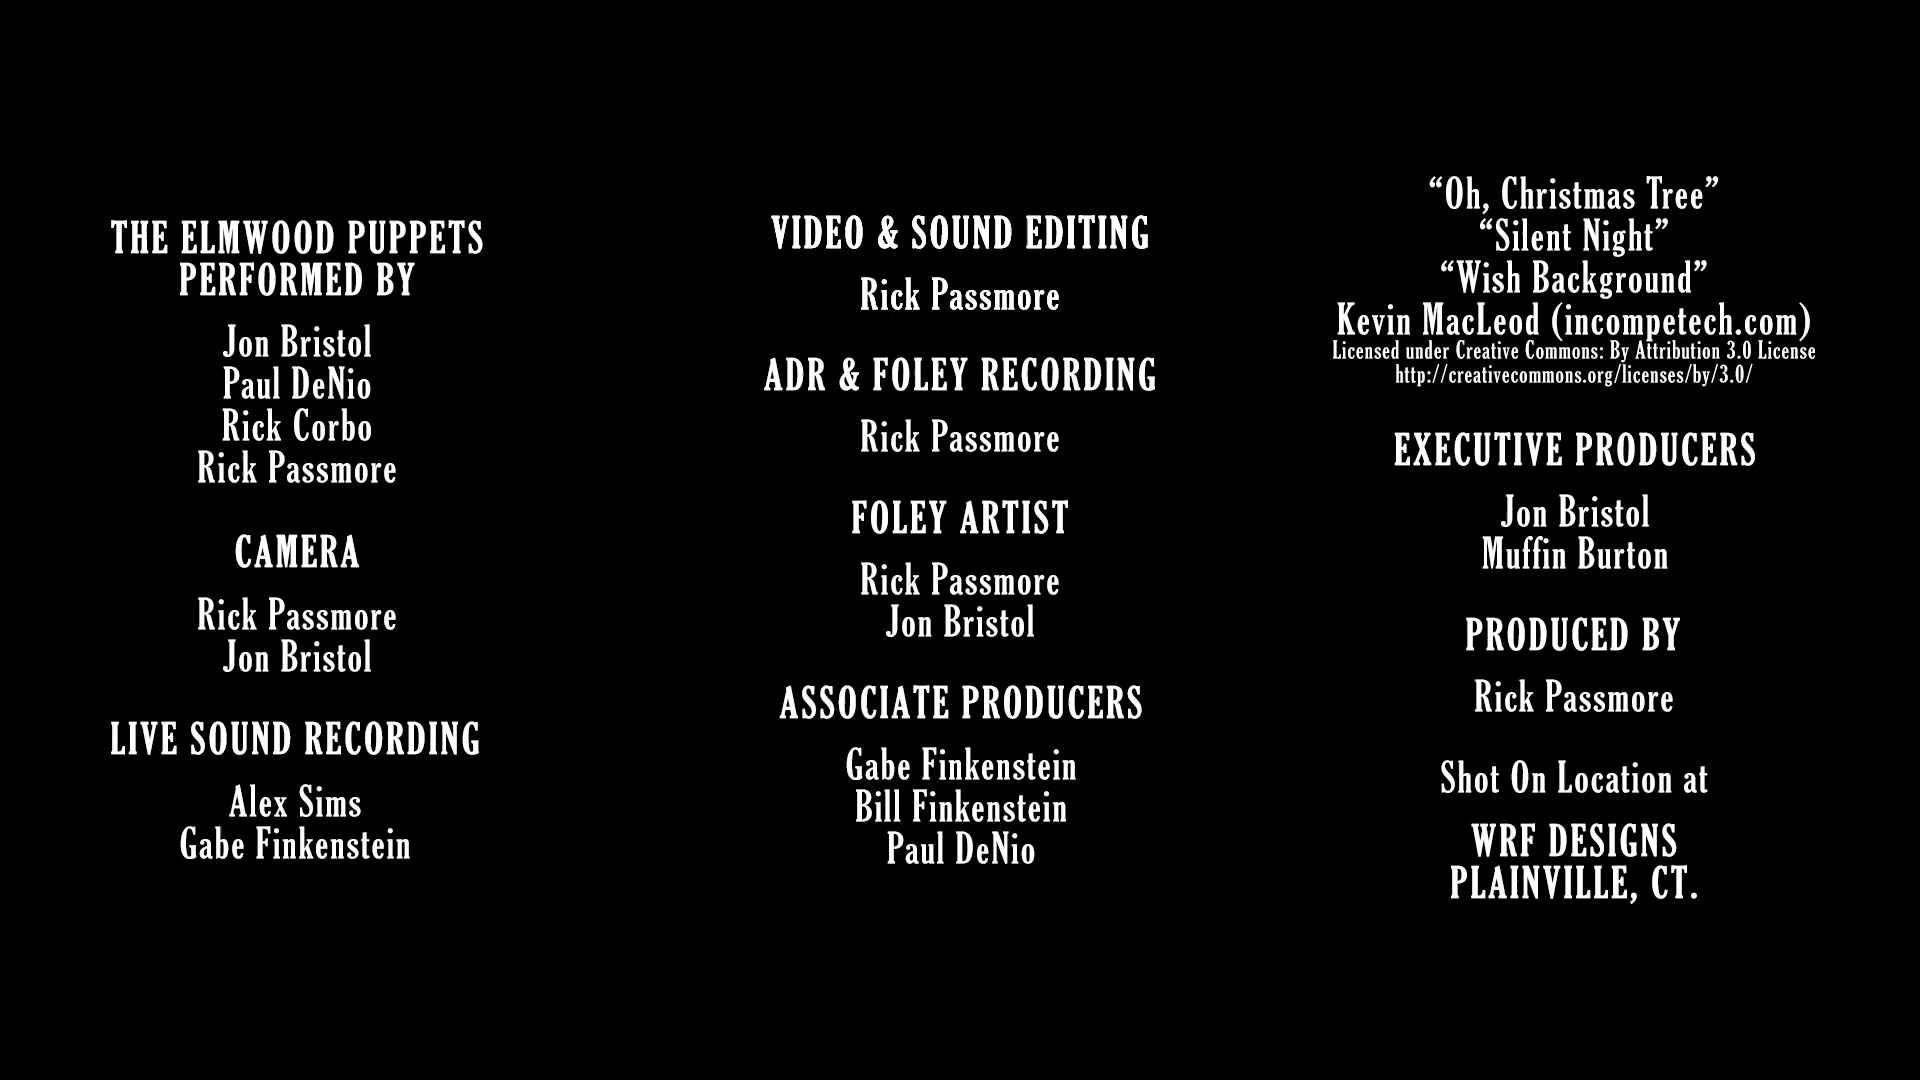 THE ELMWOOD PUPPETS
PERFORMED BY
Jon Bristol
Paul DeNio
Rick Corbo
Rick Passmore
CAMERA
Rick Passmore
Jon Bristol
LIVE SOUND RECORDING
Alex Sims
Gabe Finkenstein
VIDEO & SOUND EDITING
Rick Passmore
ADR & FOLEY RECORDING
Rick Passmore
FOLEY ARTIST
Rick Passmore
Jon Bristol
ASSOCIATE PRODUCERS
Gabe Finkenstein
Bill Finkenstein
Paul DeNio
“Oh, Christmas Tree”
“Silent Night”
“Wish Background”
Kevin MacLeod (incompetech.com)
Licensed under Creative Commons: By Attribution 3.0 License
http://creativecommons.org/licenses/by/3.0/
EXECUTIVE PRODUCERS
Jon Bristol
Muffin Burton
PRODUCED BY
Rick Passmore
Shot On Location at
WRF DESIGNS
PLAINVILLE, CT.